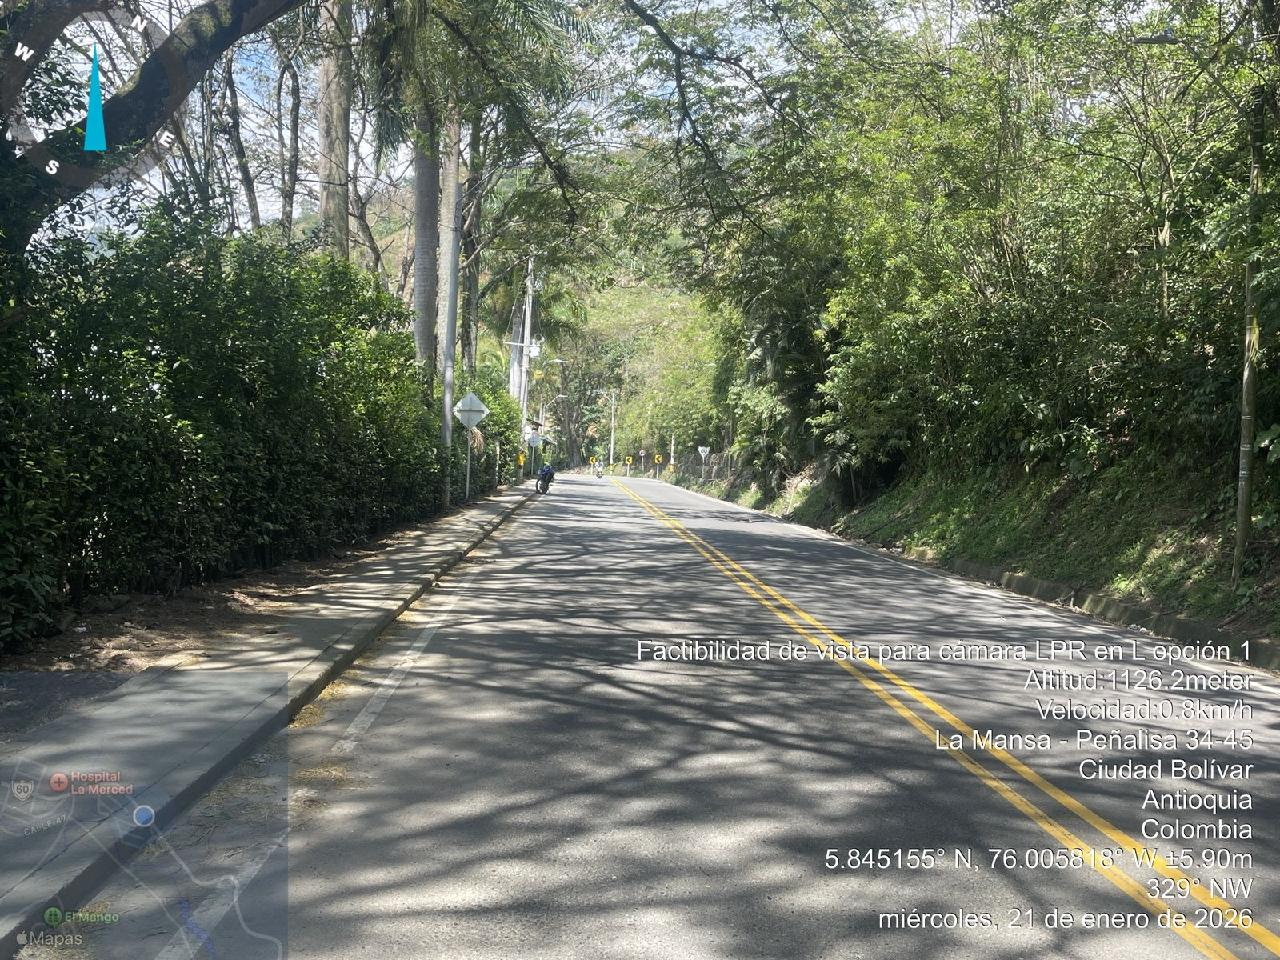 N
W
E
S
Factibilidad de vista para cámara LPR en L opción 1
Altitud:1126.2meter
Velocidad:0.8km/h
La Mansa - Peñalisa 34-45
Ciudad Bolívar
Antioquia
Colombia
5.845155° N, 76.005818° W ±5.90m
329° NW
miércoles, 21 de enero de 2026
Hospital
La Merced
60
CALLE 47
El Mango
Mapas